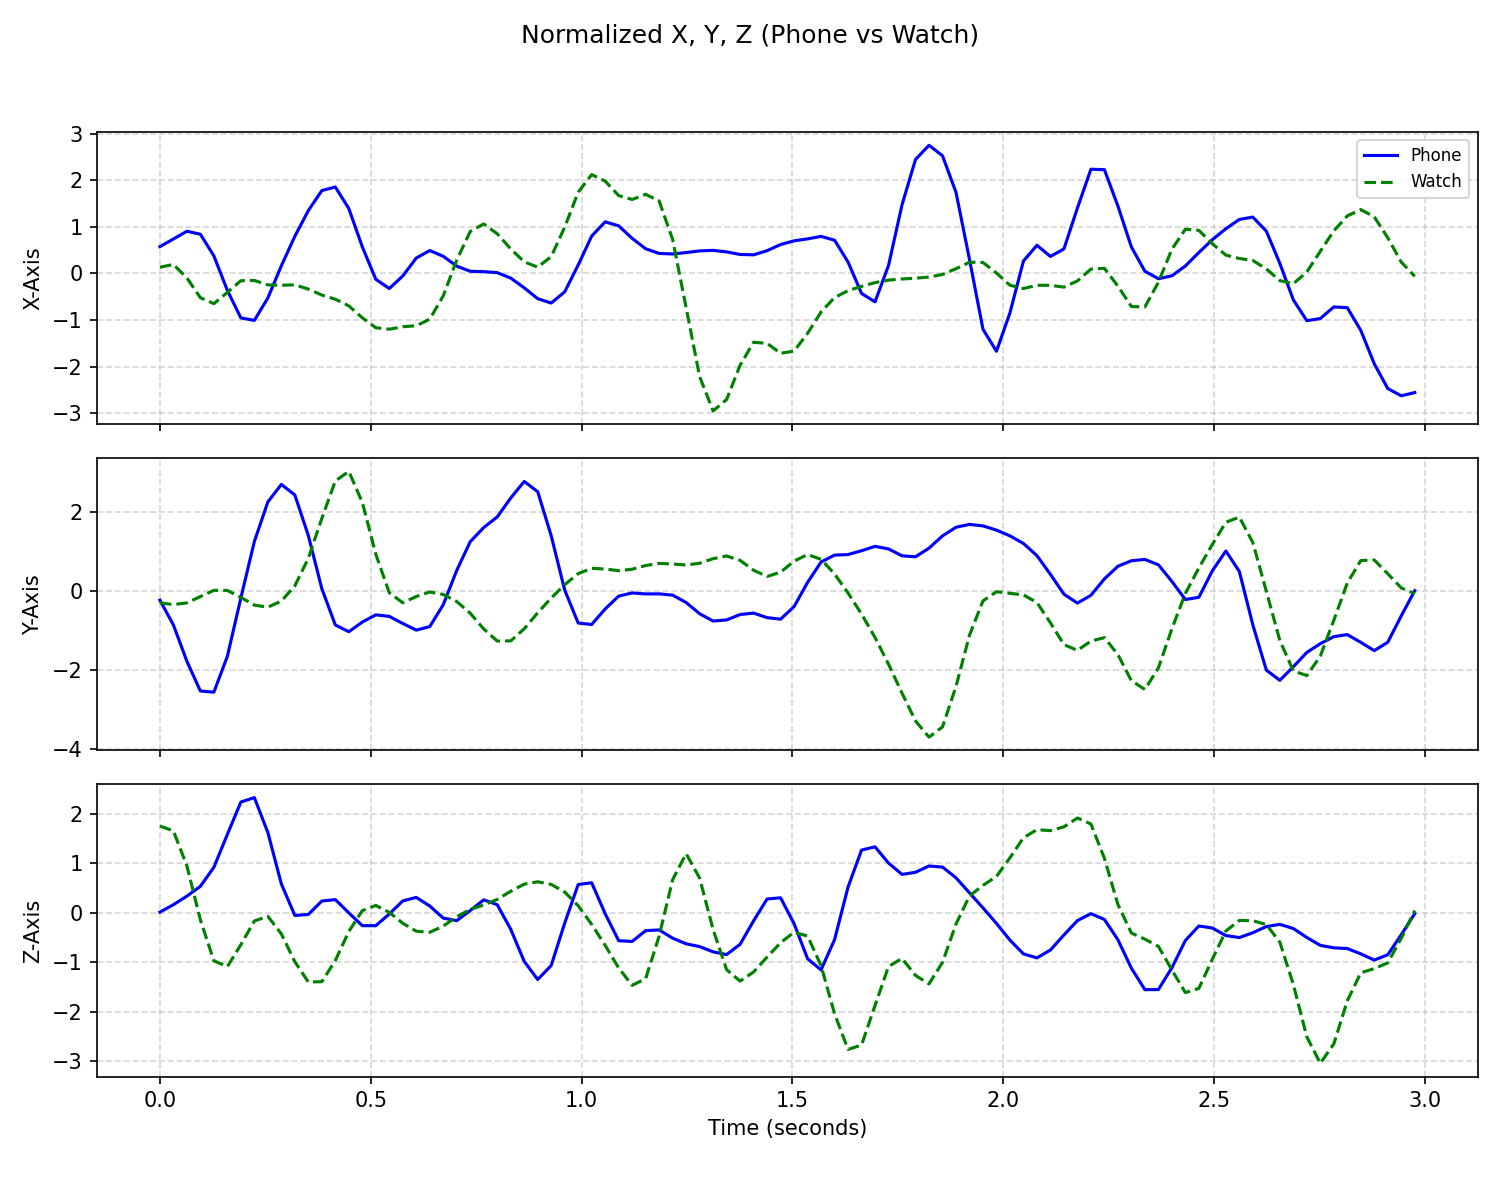 Normalized X, Y, Z (Phone vs Watch)
3
2
1
0
−1
−2
−3
X-Axis
Phone
Watch
2
0
−2
−4
Y-Axis
2
1
0
−1
−2
−3
Z-Axis
0.0 0.5 1.0 1.5 2.0 2.5 3.0
Time (seconds)